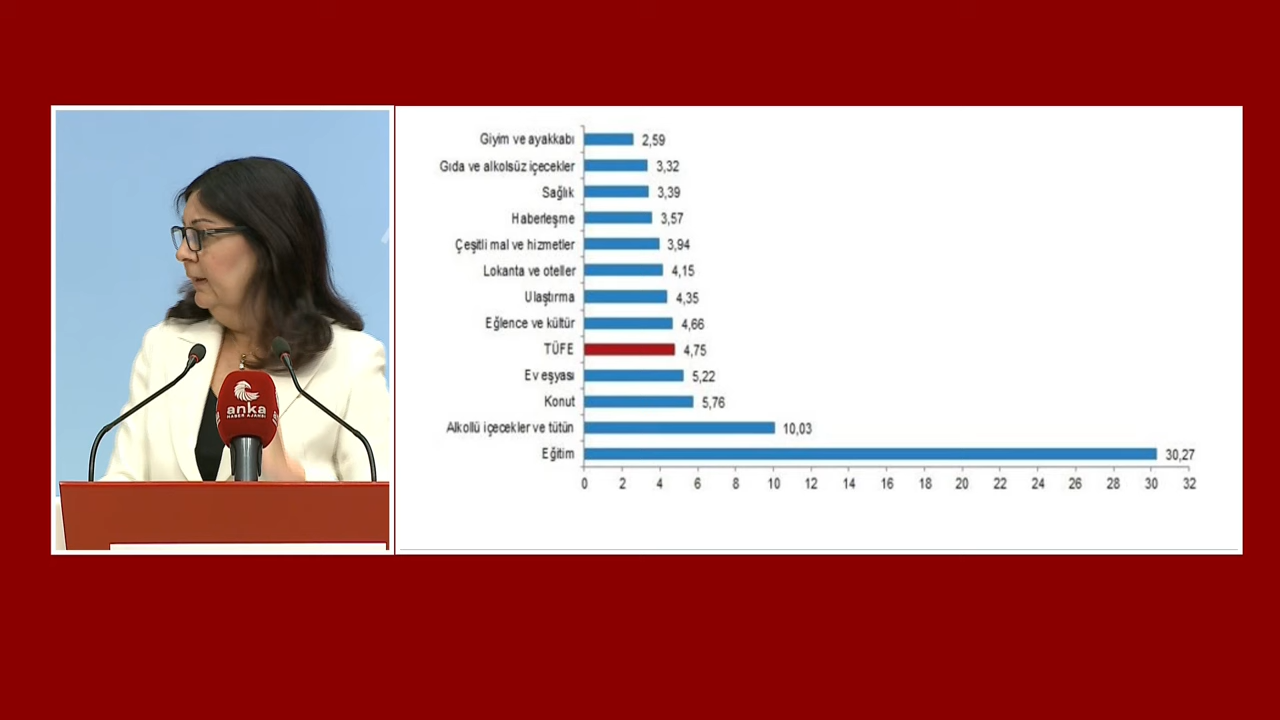 anka
HABER AJANSI
Giyim ve ayakkabı 2,59
Gıda ve alkolsüz içecekler 3,32
Sağlık 3,39
Haberleşme 3,57
Çeşitli mal ve hizmetler 3,94
Lokanta ve oteller 4,15
Ulaştırma 4,35
Eğlence ve kültür 4,66
TÜFE 4,75
Ev eşyası 5,22
Konut 5,76
Alkollü içecekler ve tütün 10,03
Eğitim 30,27
0 2 4 6 8 10 12 14 16 18 20 22 24 26 28 30 32